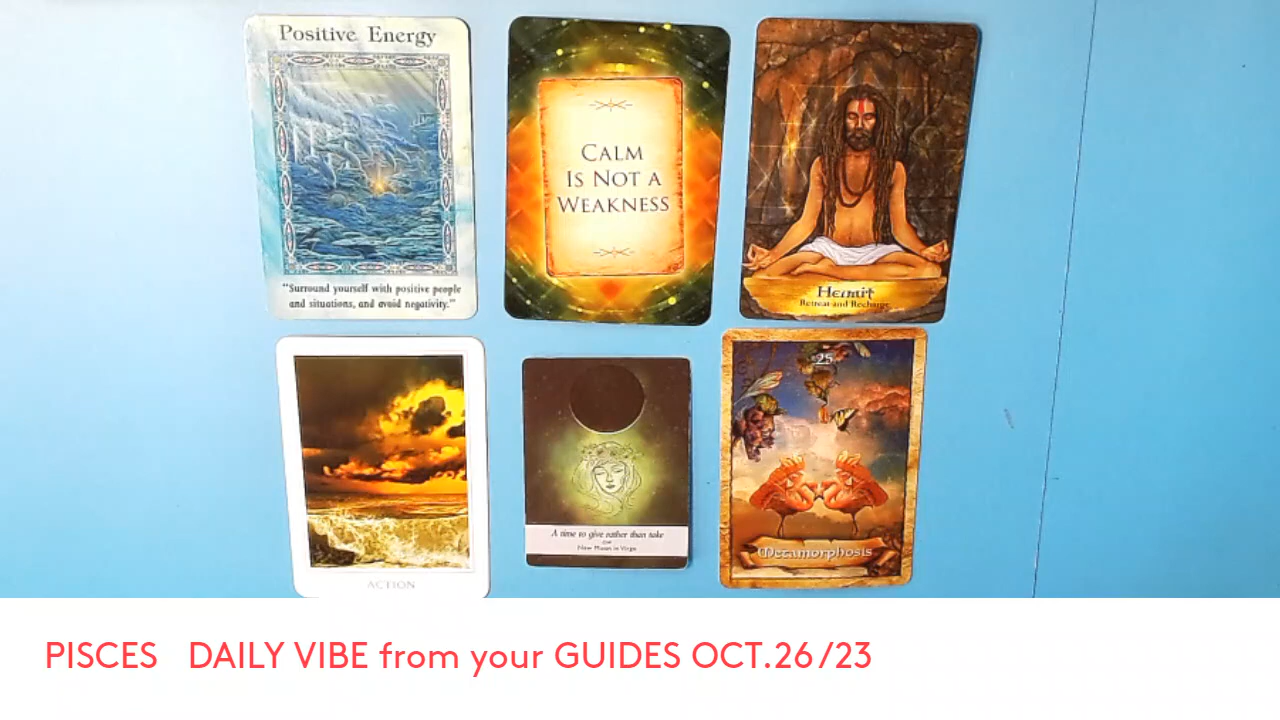 Positive Energy
"Surround yourself with positive people
and situations, and avoid negativity."
CALM
IS NOT A
WEAKNESS
Hermit
Retreat and Recharge
ACTION
A time to give rather than take
New Moon in Virgo
25
Metamorphosis
PISCES DAILY VIBE from your GUIDES OCT.26/23